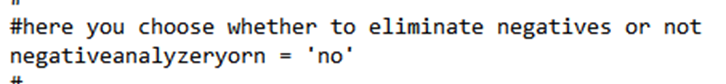 #here you choose whether to eliminate negatives or not
negativeanalyzeryorn = 'no'
#